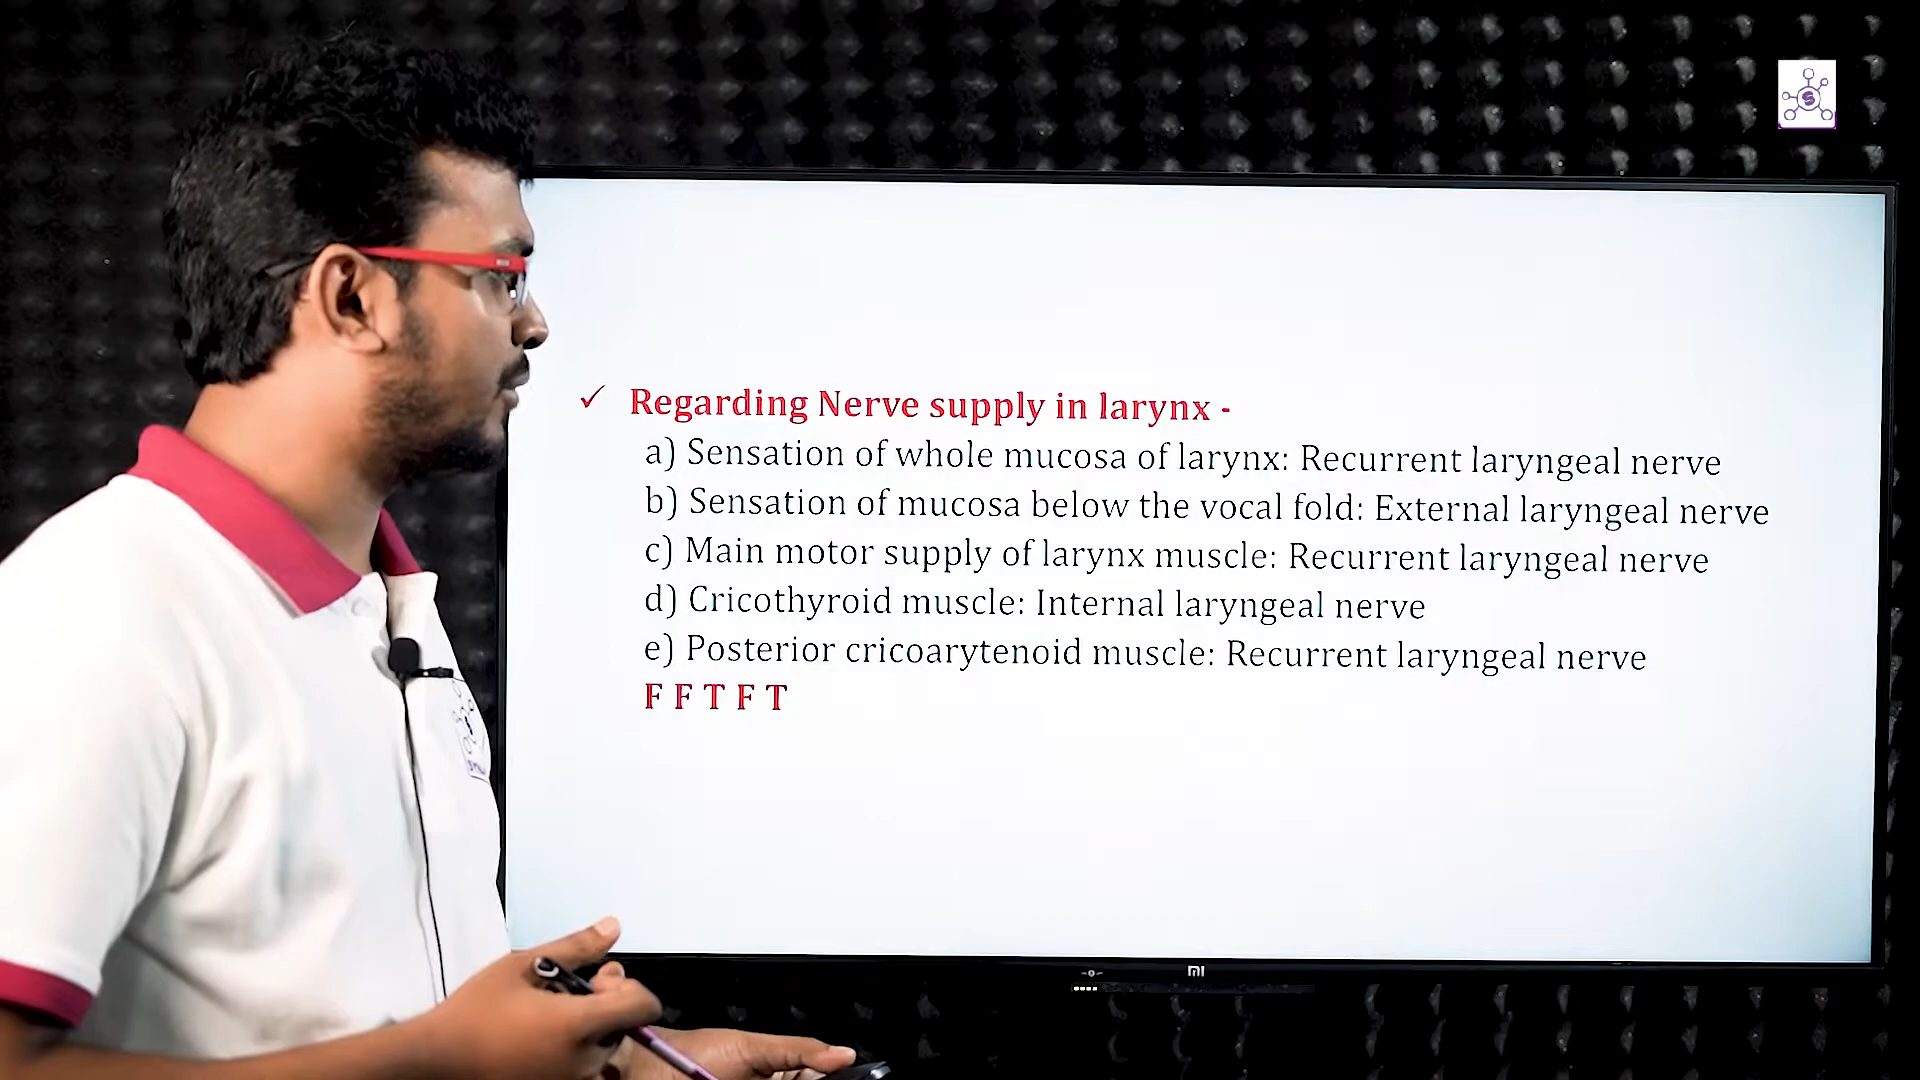 ✓ Regarding Nerve supply in larynx -
a) Sensation of whole mucosa of larynx: Recurrent laryngeal nerve
b) Sensation of mucosa below the vocal fold: External laryngeal nerve
c) Main motor supply of larynx muscle: Recurrent laryngeal nerve
d) Cricothyroid muscle: Internal laryngeal nerve
e) Posterior cricoarytenoid muscle: Recurrent laryngeal nerve
F F T F T
S
mi